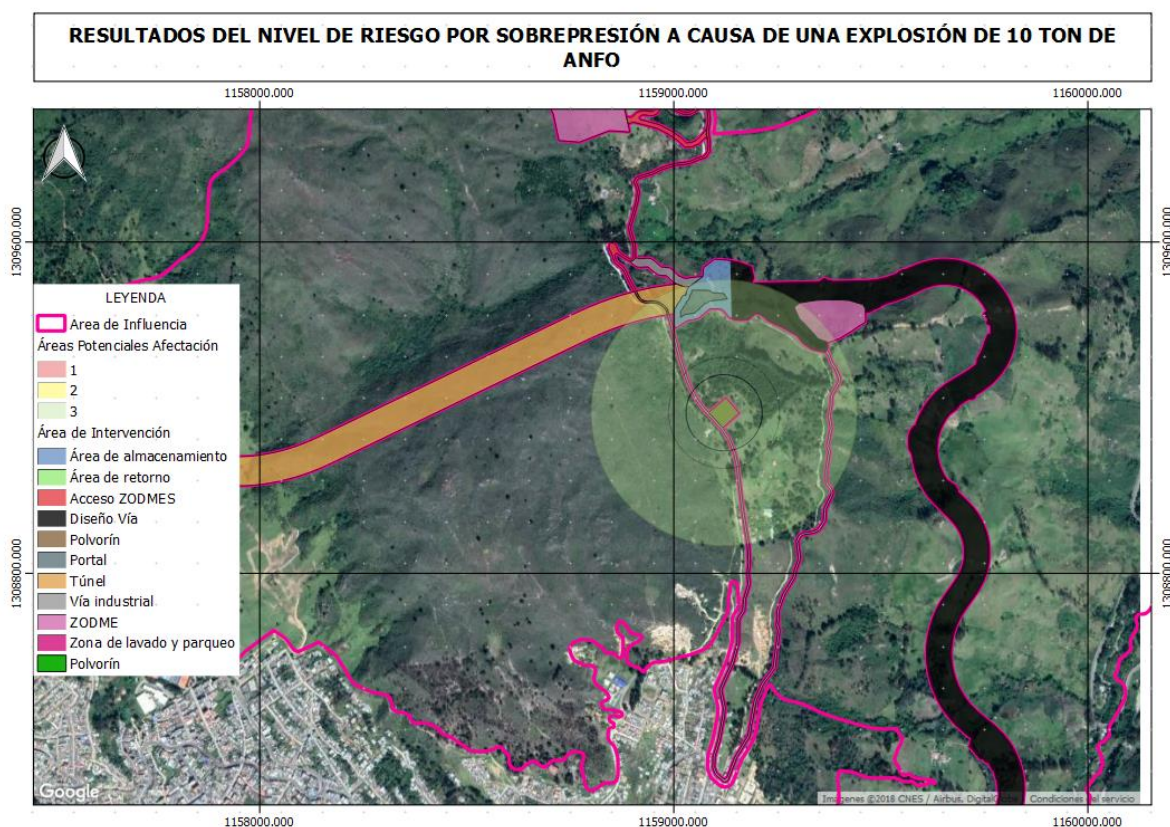 RESULTADOS DEL NIVEL DE RIESGO POR SOBREPRESIÓN A CAUSA DE UNA EXPLOSIÓN DE 10 TON DE
ANFO
1158000.000 1159000.000 1160000.000
1309600.000 1309600.000
LEYENDA
Area de Influencia
Áreas Potenciales Afectación
1
2
3
Área de Intervención
Área de almacenamiento
Área de retorno
Acceso ZODMES
Diseño Vía
Polvorín
Portal
Túnel
Vía industrial
ZODME
Zona de lavado y parqueo
Polvorín
1308800.000 1308800.000
Google
Imágenes ©2018 CNES / Airbus, Condiciones del servicio
1158000.000 1159000.000 1160000.000